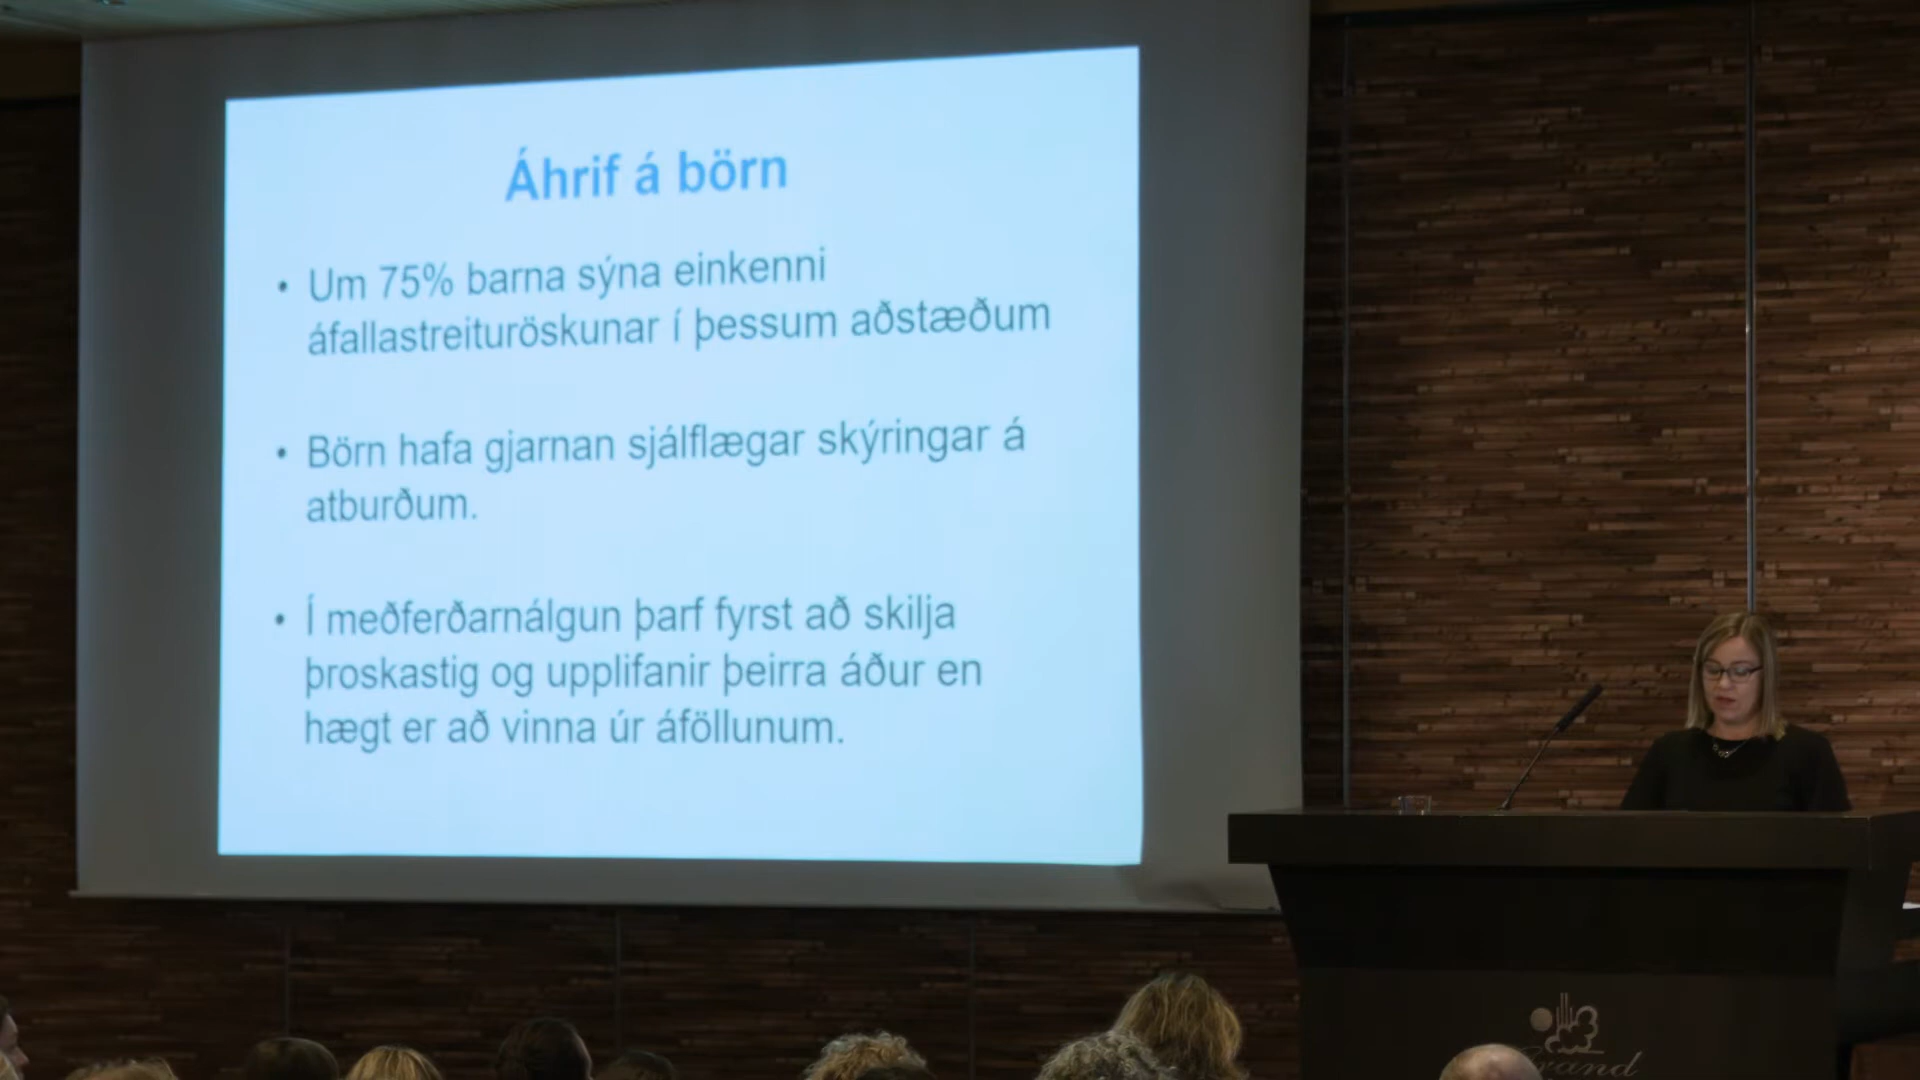 Áhrif á börn
• Um 75% barna sýna einkenni
áfallastreituröskunar í þessum aðstæðum
• Börn hafa gjarnan sjálflægar skýringar á
atburðum.
• Í meðferðarnálgun þarf fyrst að skilja
þroskastig og upplifanir þeirra áður en
hægt er að vinna úr áföllunum.
Grand